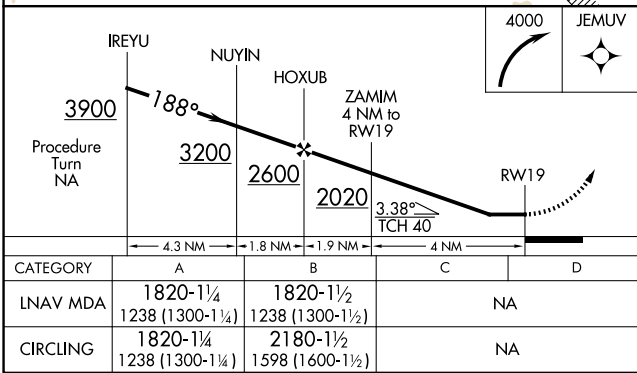 4000 JEMUV
IREYU
NUYIN
HOXUB
ZAMIM
4 NM to
RW19
3900
188°
Procedure
Turn
NA
3200
2600
2020
RW19
3.38°
TCH 40
4.3 NM 1.8 NM 1.9 NM 4 NM
CATEGORY A B C D
LNAV MDA 1820-1¼ 1820-1½ NA
1238 (1300-1¼) 1238 (1300-1½)
CIRCLING 1820-1¼ 2180-1½ NA
1238 (1300-1¼) 1598 (1600-1½)